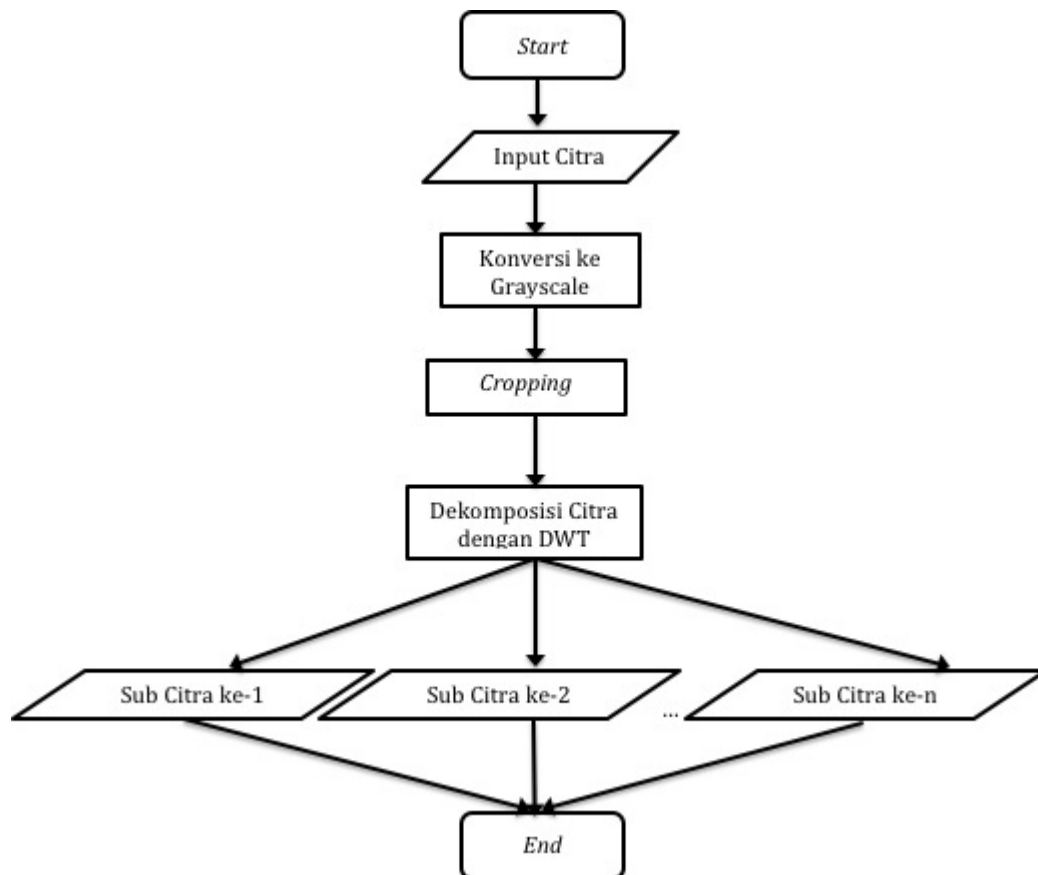 Start
Input Citra
Konversi ke
Grayscale
Cropping
Dekomposisi Citra
dengan DWT
Sub Citra ke-1
Sub Citra ke-2
...
Sub Citra ke-n
End